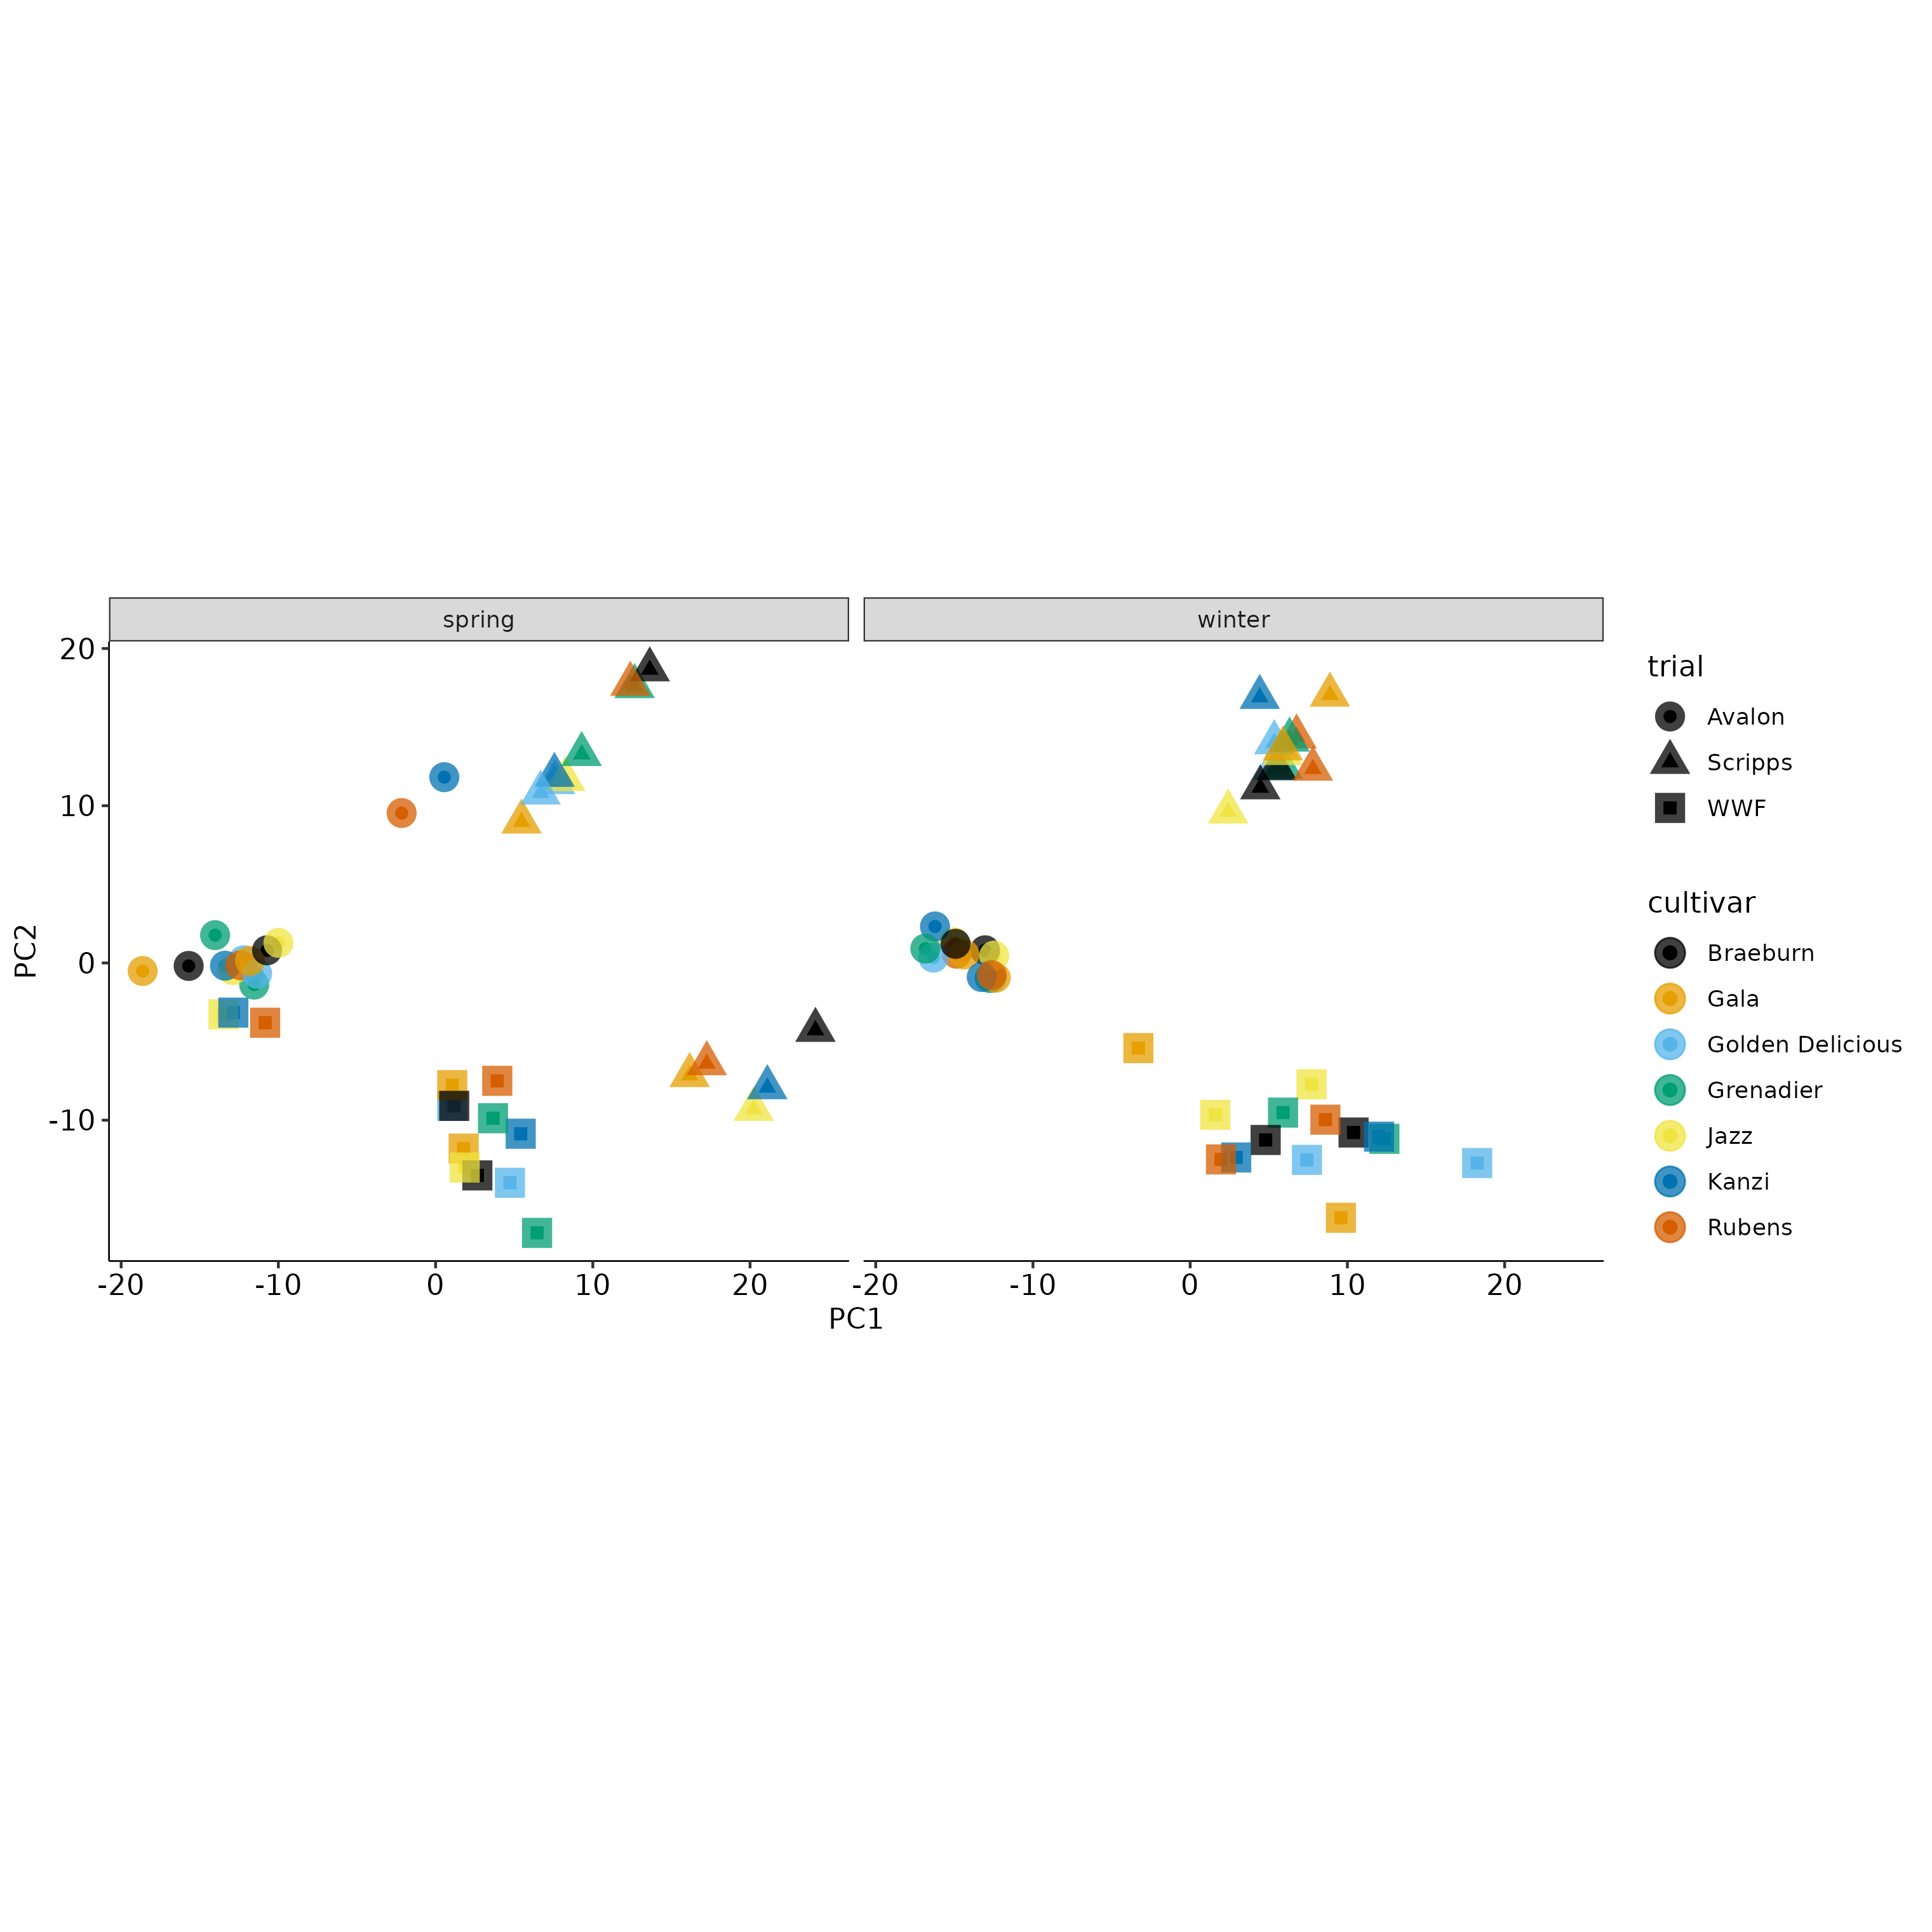 spring
winter
20
10
0
-10
PC2
-20 -10 0 10 20
-20 -10 0 10 20
PC1
trial
Avalon
Scripps
WWF
cultivar
Braeburn
Gala
Golden Delicious
Grenadier
Jazz
Kanzi
Rubens